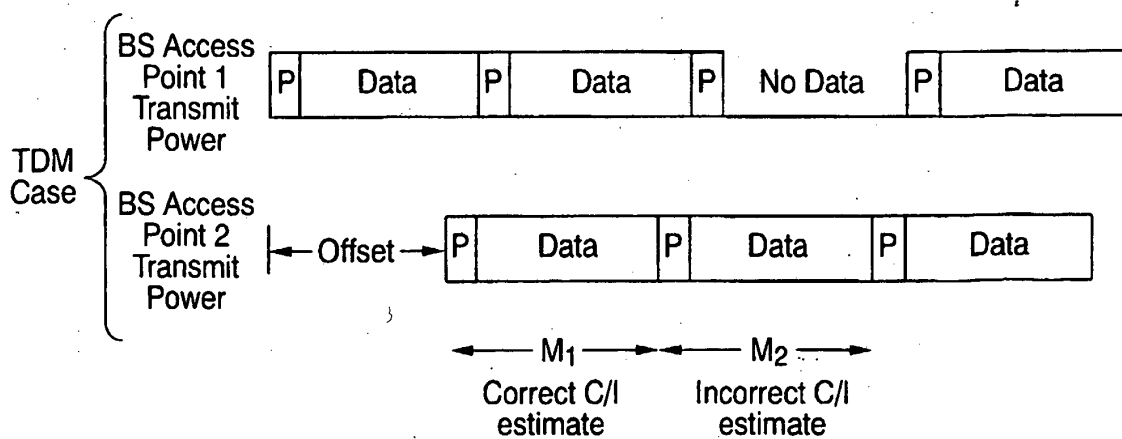 TDM
Case
BS Access
Point 1
Transmit
Power
P Data P Data P No Data P Data
BS Access
Point 2
Transmit
Power
Offset
P Data P Data P Data
M1
Correct C/I
estimate
M2
Incorrect C/I
estimate